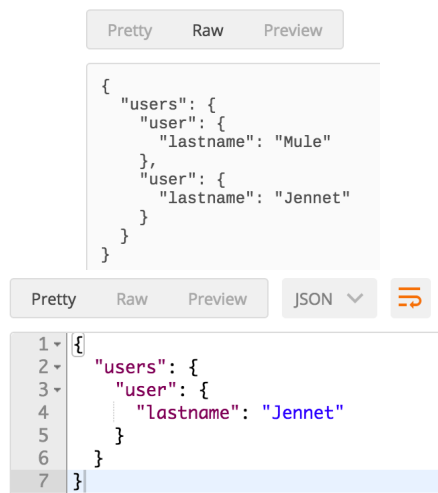 Pretty Raw Preview
{
  "users": {
    "user": {
      "lastname": "Mule"
    },
    "user": {
      "lastname": "Jennet"
    }
  }
}
Pretty Raw Preview JSON
1 {
2   "users": {
3     "user": {
4       "lastname": "Jennet"
5     }
6   }
7 }